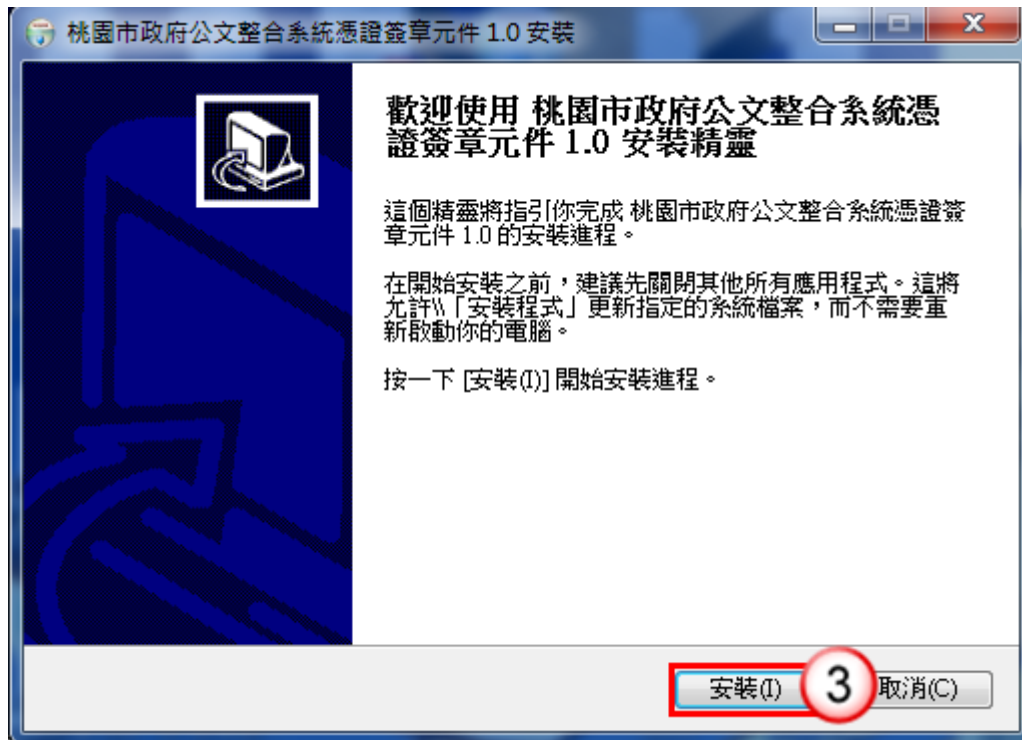 桃園市政府公文整合系統憑證簽章元件 1.0 安裝
歡迎使用 桃園市政府公文整合系統憑
證簽章元件 1.0 安裝精靈
這個精靈將指引你完成 桃園市政府公文整合系統憑證簽
章元件 1.0 的安裝進程。
在開始安裝之前，建議先關閉其他所有應用程式。這將
允許\\「安裝程式」更新指定的系統檔案，而不需要重
新啟動你的電腦。
按一下 [安裝(I)] 開始安裝進程。
安裝(I) 3 取消(C)